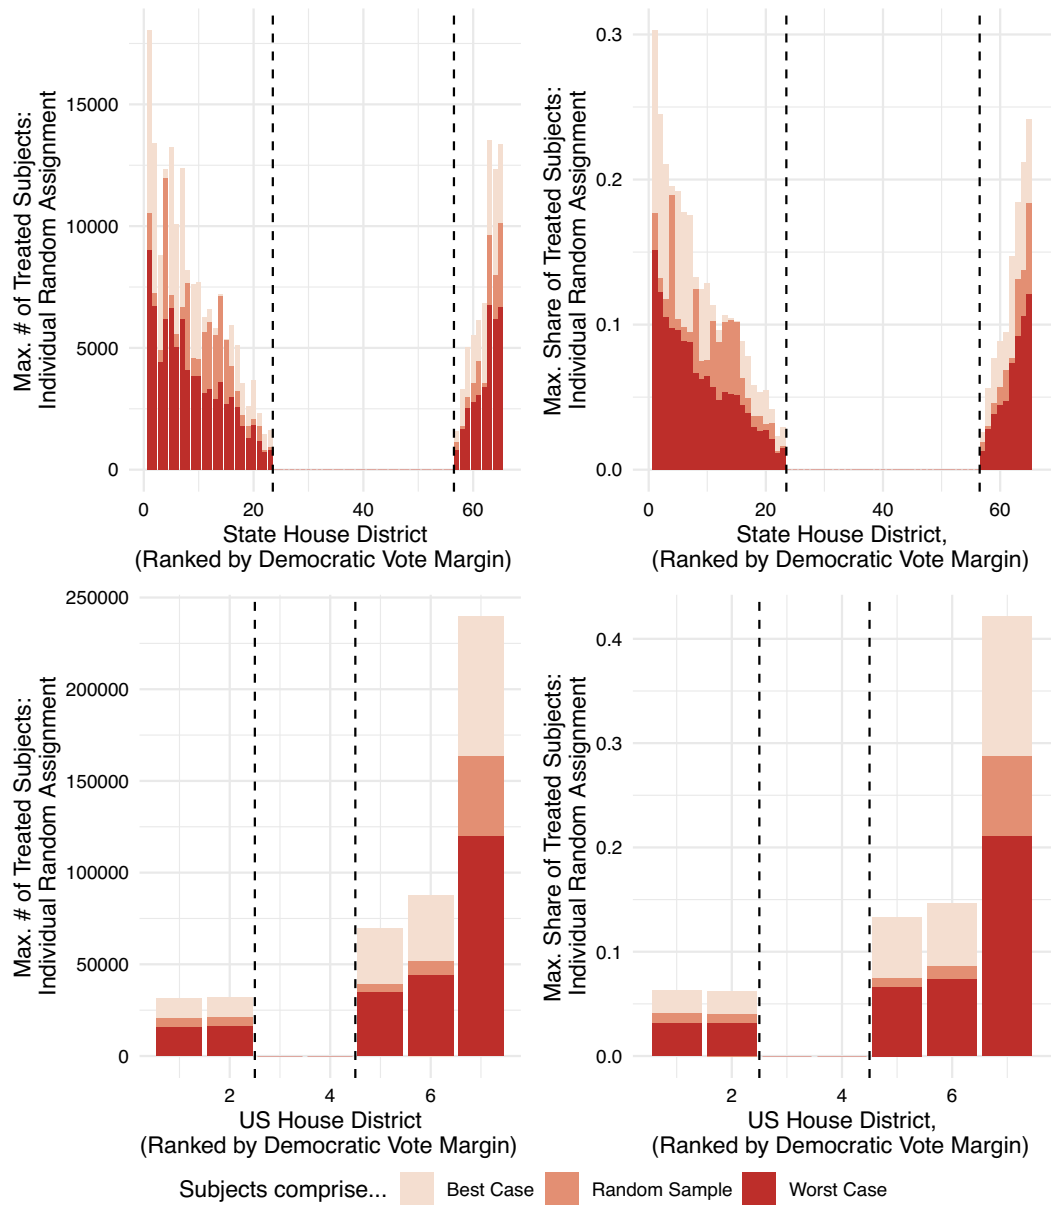 Max. # of Treated Subjects:
Individual Random Assignment
15000
10000
5000
0
0 20 40 60
State House District
(Ranked by Democratic Vote Margin)
Max. Share of Treated Subjects:
Individual Random Assignment
0.3
0.2
0.1
0.0
0 20 40 60
State House District,
(Ranked by Democratic Vote Margin)
Max. # of Treated Subjects:
Individual Random Assignment
250000
200000
150000
100000
50000
0
2 4 6
US House District
(Ranked by Democratic Vote Margin)
Max. Share of Treated Subjects:
Individual Random Assignment
0.4
0.3
0.2
0.1
0.0
2 4 6
US House District,
(Ranked by Democratic Vote Margin)
Subjects comprise... Best Case Random Sample Worst Case